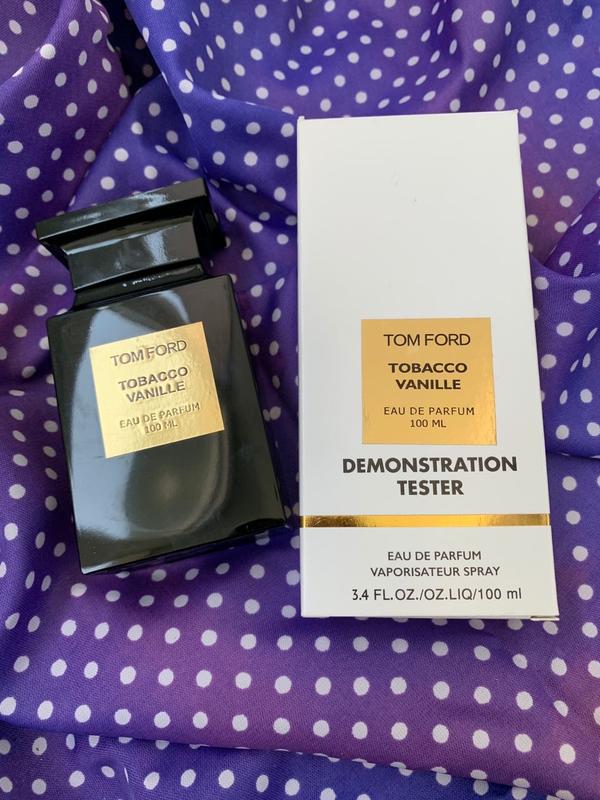 TOM FORD
TOBACCO
VANILLE
EAU DE PARFUM
100 ML
TOM FORD
TOBACCO
VANILLE
EAU DE PARFUM
100 ML
DEMONSTRATION
TESTER
EAU DE PARFUM
VAPORISATEUR SPRAY
3.4 FL.OZ./OZ.LIQ/100 ml